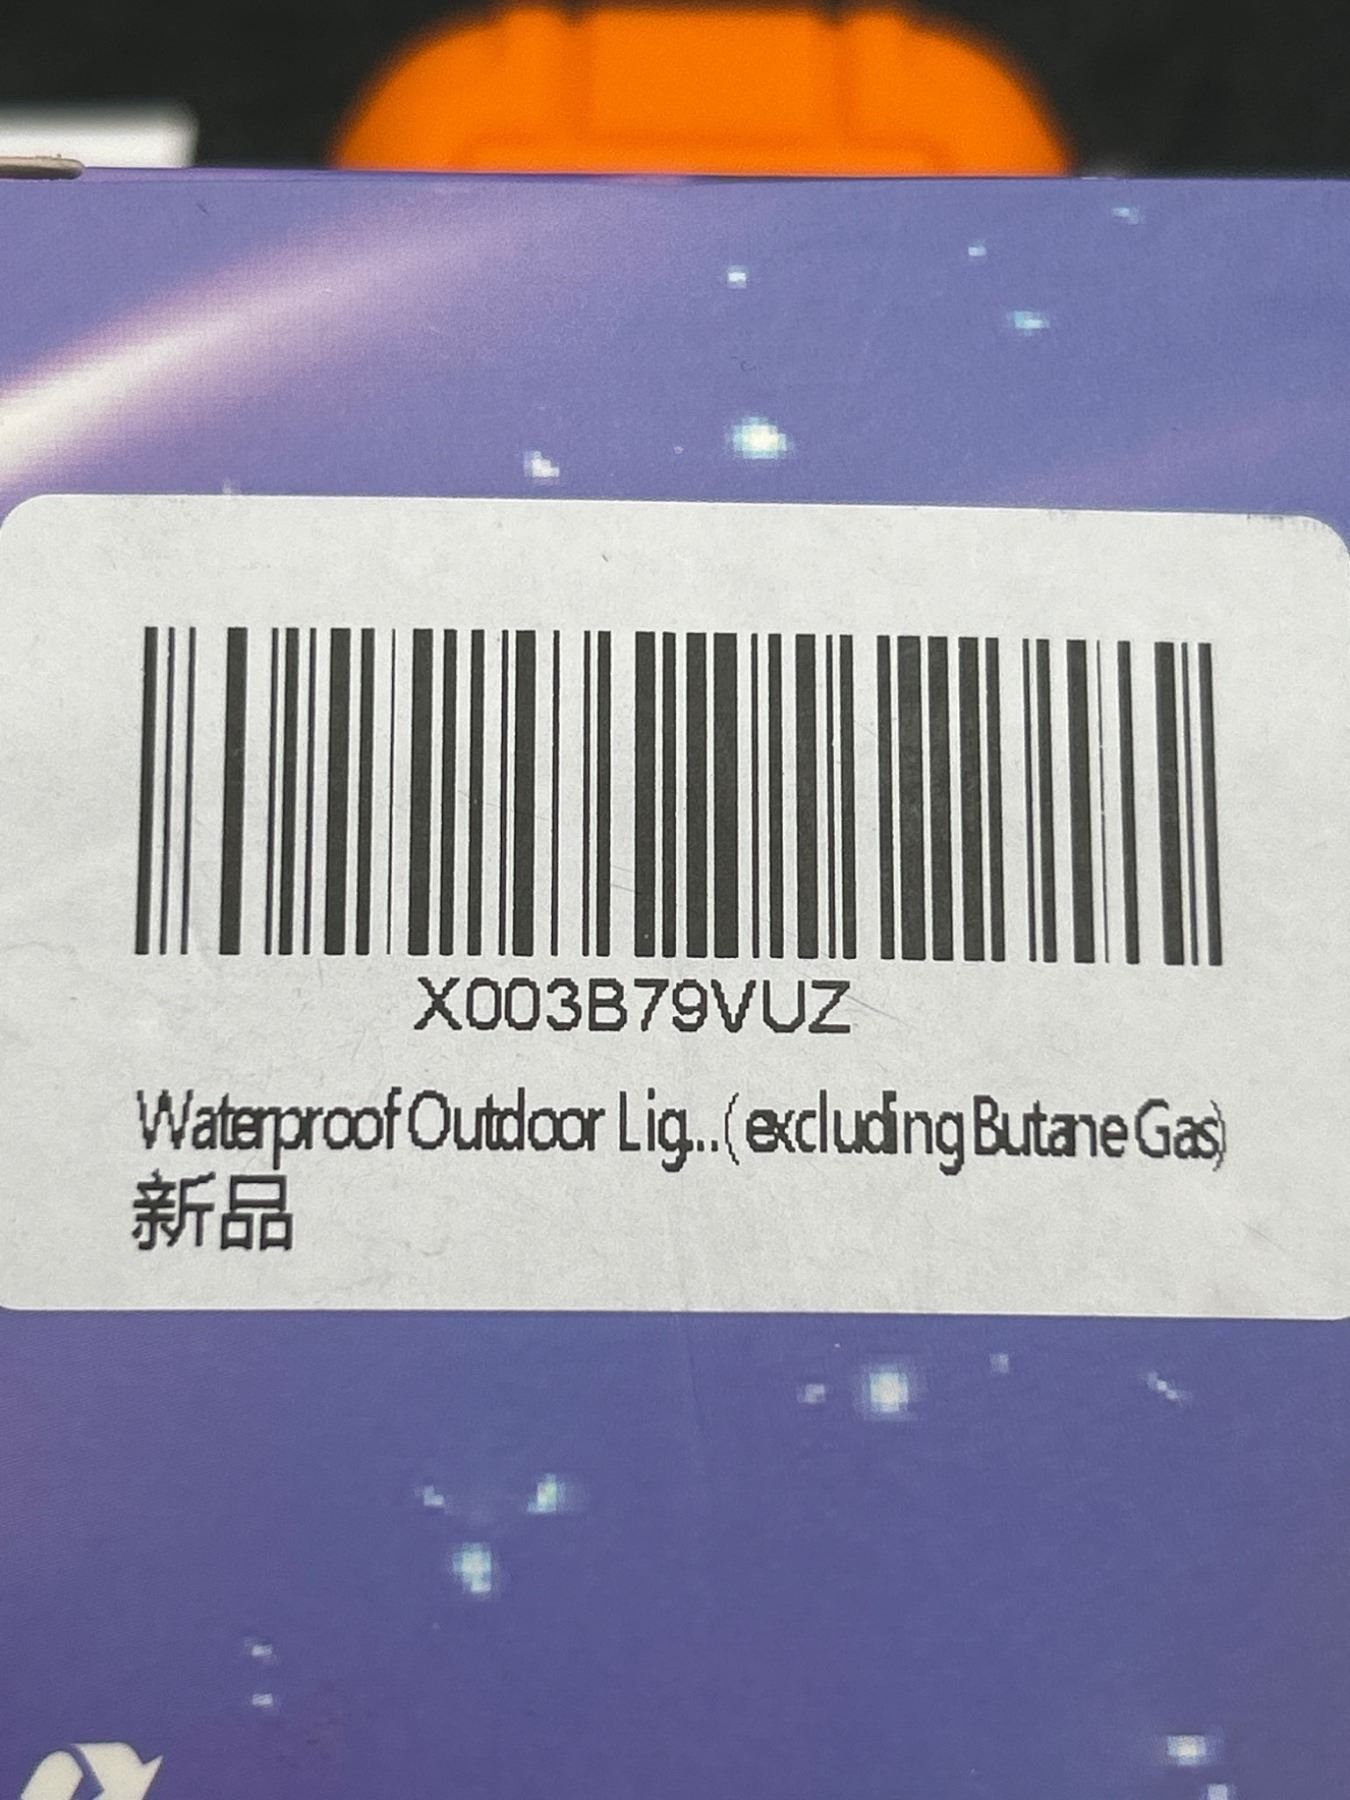 X003B79VUZ
Waterproof Outdoor Lig...( excluding Butane Gas)
新品